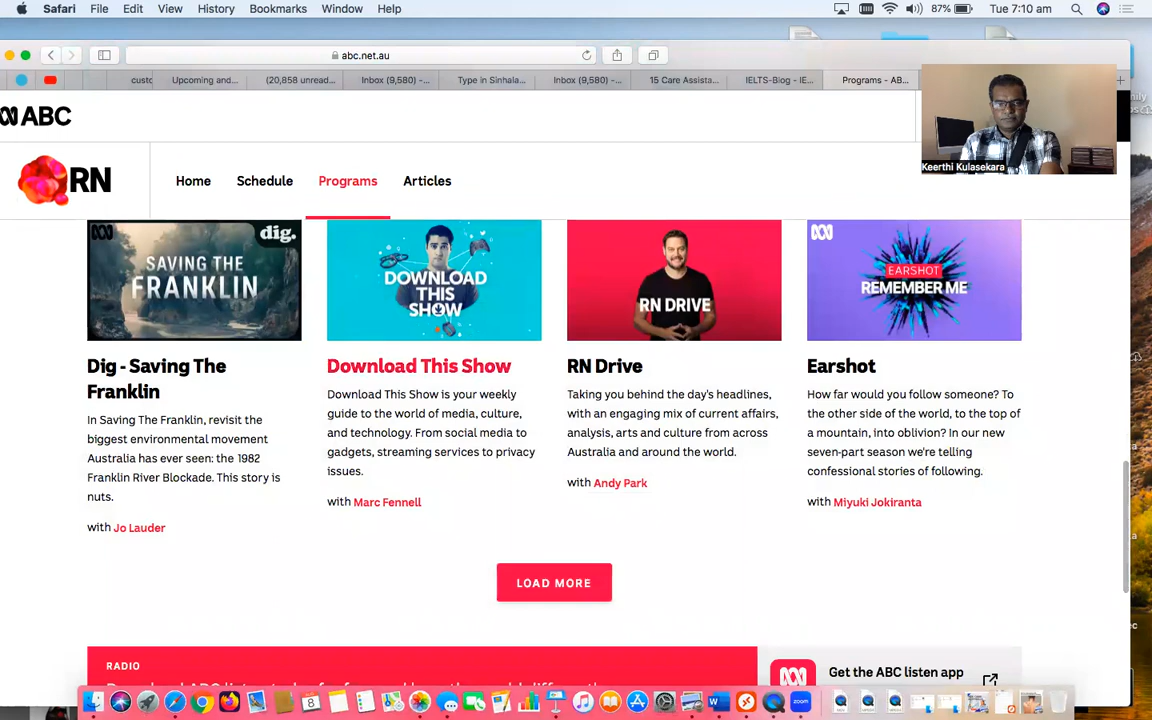 Safari File Edit View History Bookmarks Window Help 87% Tue 7:10 am
abc.net.au
custc Upcoming and... (20,858 unread... Inbox (9,580) –... Type in Sinhala... Inbox (9,580) –... 15 Care Assista... IELTS-Blog - IE... Programs - AB...
ABC
RN Home Schedule Programs Articles
Keerthi Kulasekara
dig.
SAVING THE
FRANKLIN
DOWNLOAD
THIS
SHOW
RN DRIVE
EARSHOT
REMEMBER ME
Dig - Saving The
Franklin
In Saving The Franklin, revisit the
biggest environmental movement
Australia has ever seen: the 1982
Franklin River Blockade. This story is
nuts.
with Jo Lauder
Download This Show
Download This Show is your weekly
guide to the world of media, culture,
and technology. From social media to
gadgets, streaming services to privacy
issues.
with Marc Fennell
RN Drive
Taking you behind the day's headlines,
with an engaging mix of current affairs,
analysis, arts and culture from across
Australia and around the world.
with Andy Park
Earshot
How far would you follow someone? To
the other side of the world, to the top of
a mountain, into oblivion? In our new
seven-part season we're telling
confessional stories of following.
with Miyuki Jokiranta
LOAD MORE
RADIO
Get the ABC listen app
8
zoom